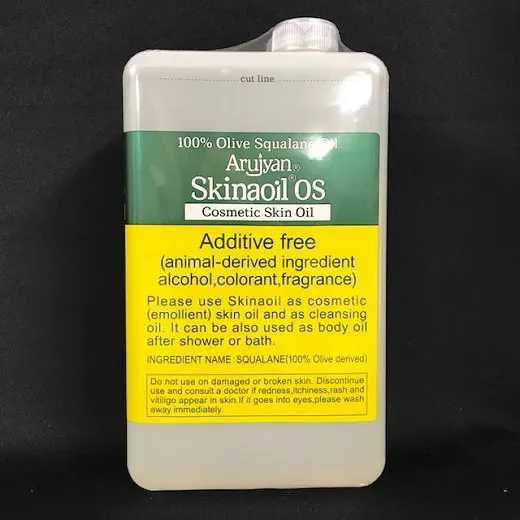 cut line
100% Olive Squalane Oil
Arujyan®
Skinaoil® OS
Cosmetic Skin Oil
Additive free
(animal-derived ingredient
alcohol,colorant,fragrance)
Please use Skinaoil as cosmetic
(emollient) skin oil and as cleansing
oil. It can be also used as body oil
after shower or bath.
INGREDIENT NAME:SQUALANE(100% Olive derived)
Do not use on damaged or broken skin. Discontinue
use and consult a doctor if redness,itchiness,rash and
vitiligo appear in skin.If it goes into eyes,please wash
away immediately.